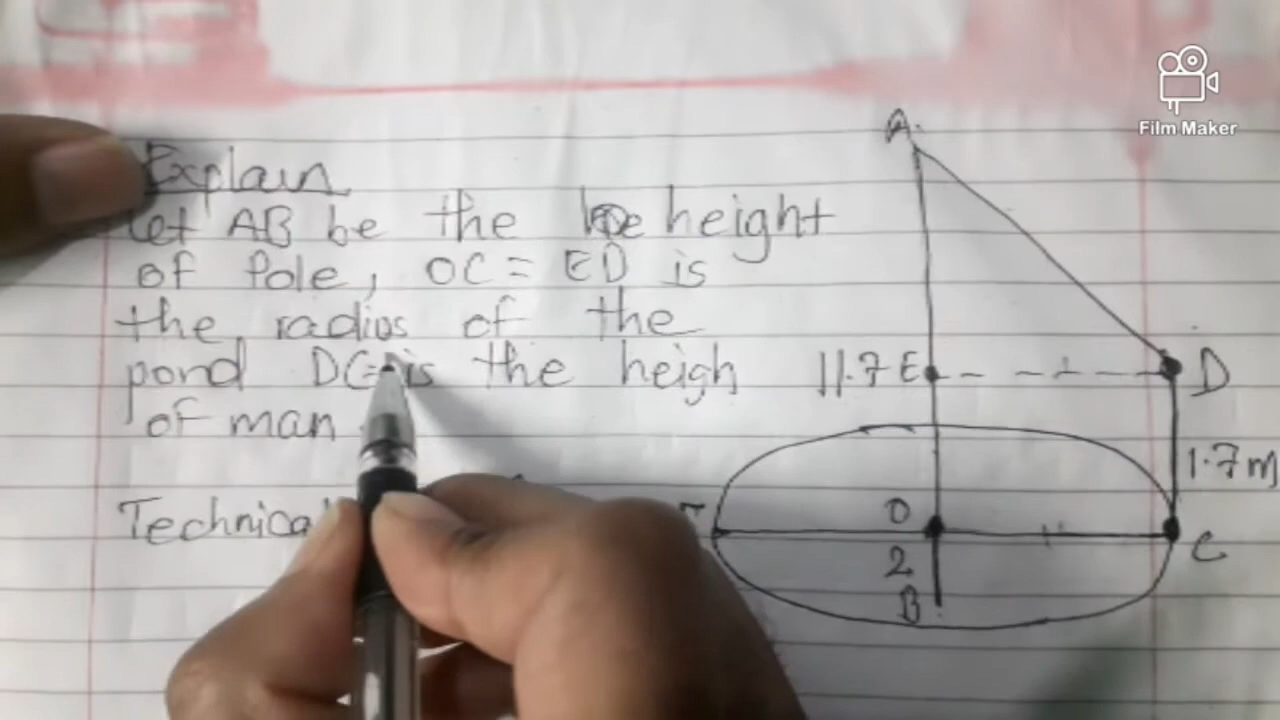 Explain
Let AB be the height
of Pole, OC = ED is
the radius of the
pond DC= is the heigh
of man.
Technical
A
11.7 E
D
1.7m
O
C
2
B
Film Maker